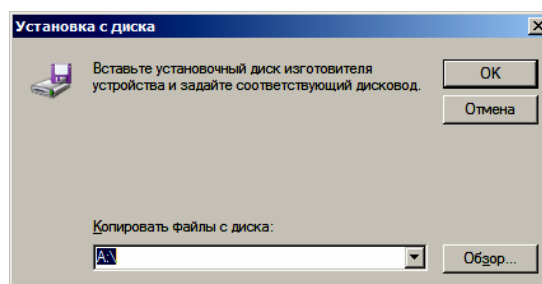 Установка с диска
Вставьте установочный диск изготовителя
устройства и задайте соответствующий дисковод.
OK
Отмена
Копировать файлы с диска:
A:\
Обзор...